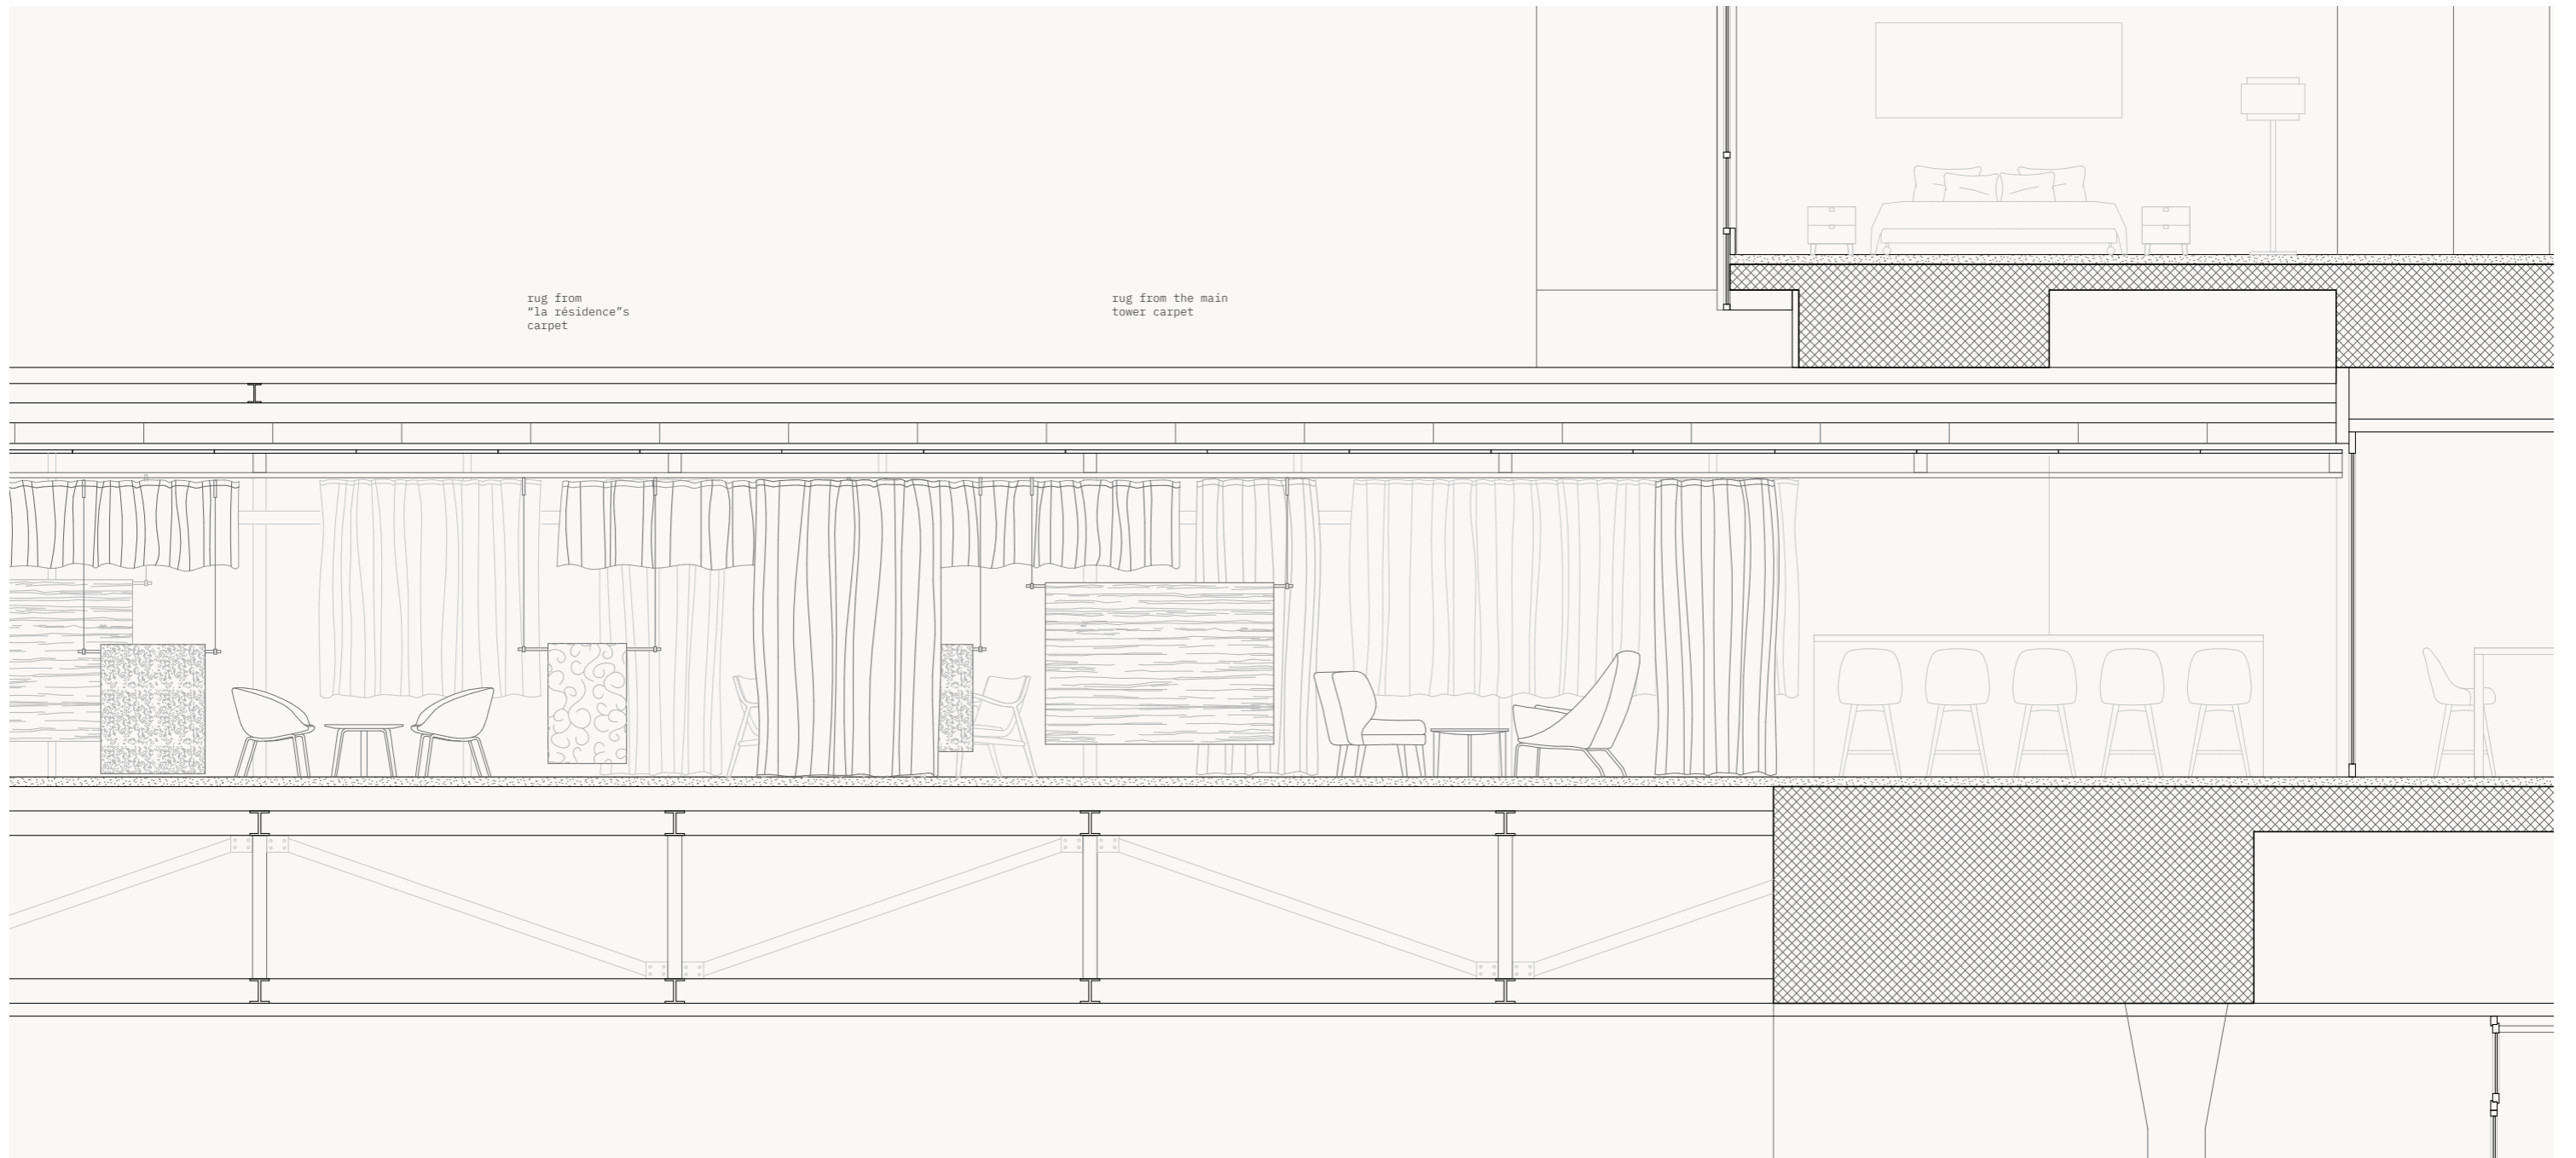 rug from
“la résidence”s
carpet
rug from the main
tower carpet